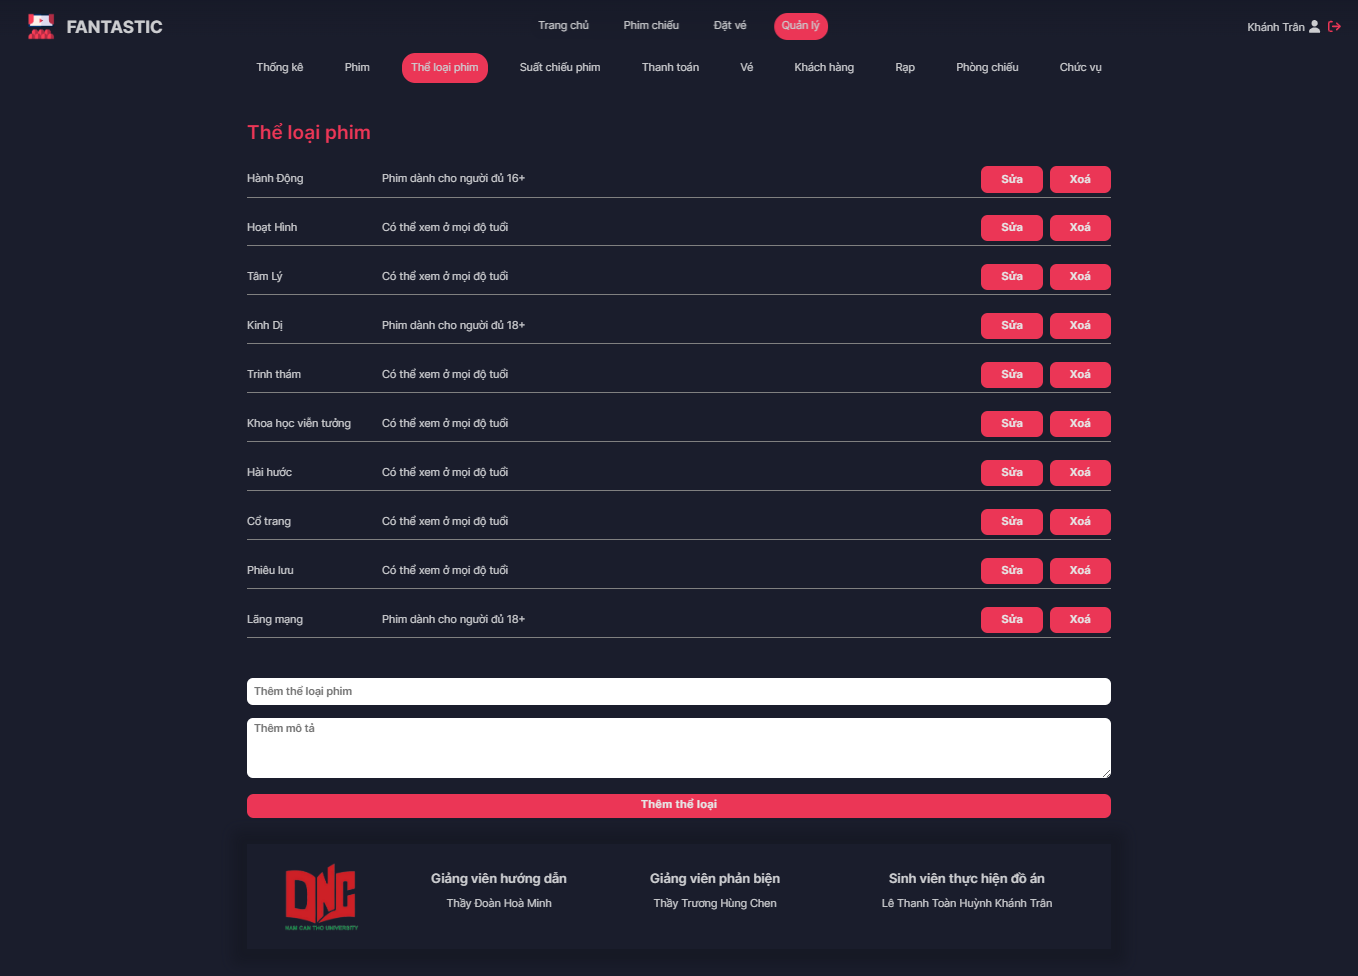 FANTASTIC
Trang chủ Phim chiếu Đặt vé Quản lý
Khánh Trân
Thống kê Phim Thể loại phim Suất chiếu phim Thanh toán Vé Khách hàng Rạp Phòng chiếu Chức vụ
Thể loại phim
Hành Động Phim dành cho người đủ 16+ Sửa Xoá
Hoạt Hình Có thể xem ở mọi độ tuổi Sửa Xoá
Tâm Lý Có thể xem ở mọi độ tuổi Sửa Xoá
Kinh Dị Phim dành cho người đủ 18+ Sửa Xoá
Trinh thám Có thể xem ở mọi độ tuổi Sửa Xoá
Khoa học viễn tưởng Có thể xem ở mọi độ tuổi Sửa Xoá
Hài hước Có thể xem ở mọi độ tuổi Sửa Xoá
Cổ trang Có thể xem ở mọi độ tuổi Sửa Xoá
Phiêu lưu Có thể xem ở mọi độ tuổi Sửa Xoá
Lãng mạng Phim dành cho người đủ 18+ Sửa Xoá
Thêm thể loại phim
Thêm mô tả
Thêm thể loại
DNC
NAM CAN THO UNIVERSITY
Giảng viên hướng dẫn
Thầy Đoàn Hoà Minh
Giảng viên phản biện
Thầy Trương Hùng Chen
Sinh viên thực hiện đồ án
Lê Thanh Toàn Huỳnh Khánh Trân